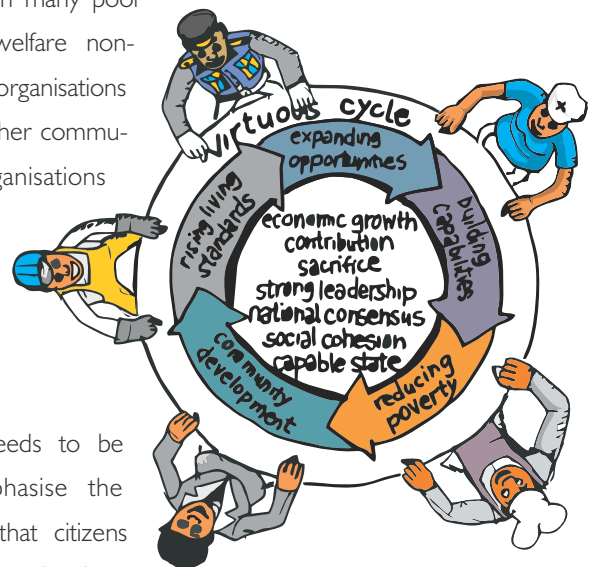 n many poor
welfare non-
organisations
her commu-
ganisations
eeds to be
phasise the
that citizens
virtuous cycle
expanding
opportunities
building
capabilities
reducing
poverty
community
development
rising living
standards
economic growth
contribution
sacrifice
strong leadership
national consensus
social cohesion
capable state